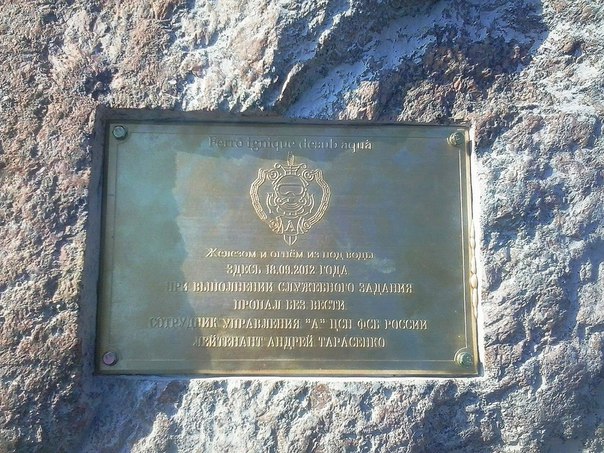 Ferro ignique de sub aquā
А
Железом и огнём из под воды
ЗДЕСЬ 18.09.2012 ГОДА
ПРИ ВЫПОЛНЕНИИ СЛУЖЕБНОГО ЗАДАНИЯ
ПРОПАЛ БЕЗ ВЕСТИ
СОТРУДНИК УПРАВЛЕНИЯ "А" ЦСН ФСБ РОССИИ
ЛЕЙТЕНАНТ АНДРЕЙ ТАРАСЕНКО